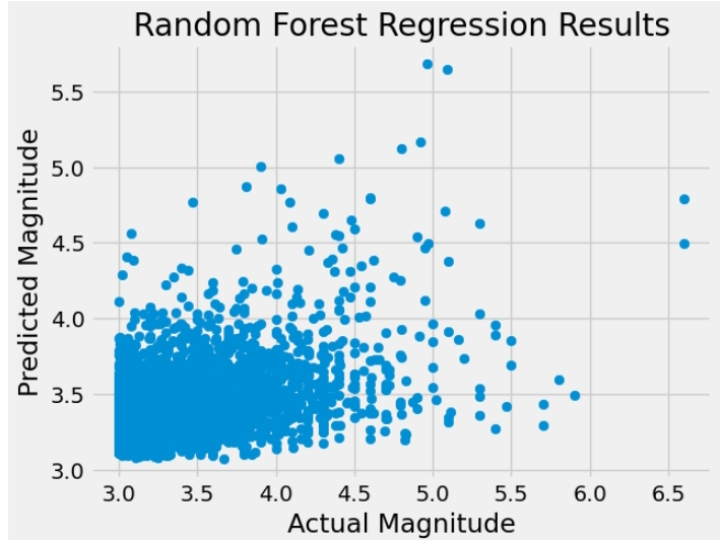 Random Forest Regression Results
Predicted Magnitude
5.5
5.0
4.5
4.0
3.5
3.0
3.0 3.5 4.0 4.5 5.0 5.5 6.0 6.5
Actual Magnitude